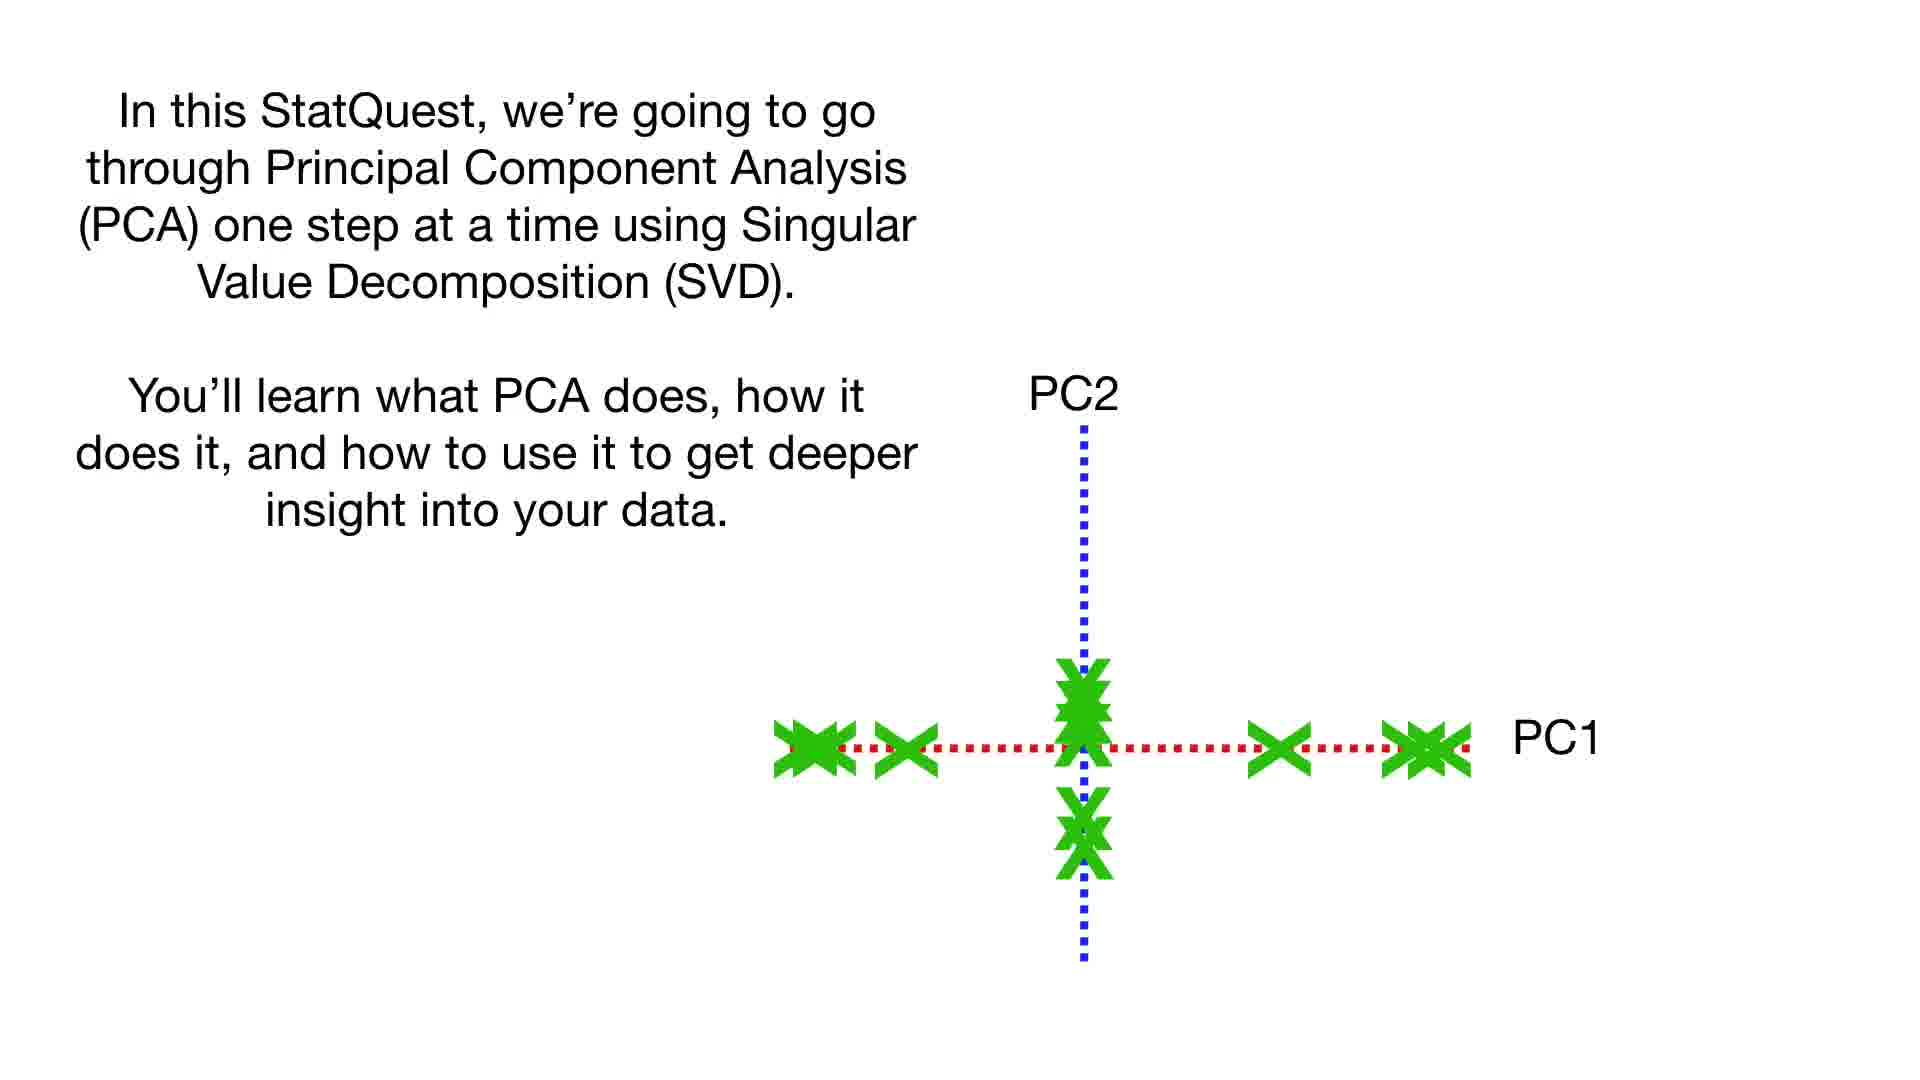 In this StatQuest, we’re going to go
through Principal Component Analysis
(PCA) one step at a time using Singular
Value Decomposition (SVD).
You’ll learn what PCA does, how it
does it, and how to use it to get deeper
insight into your data.
PC2
PC1